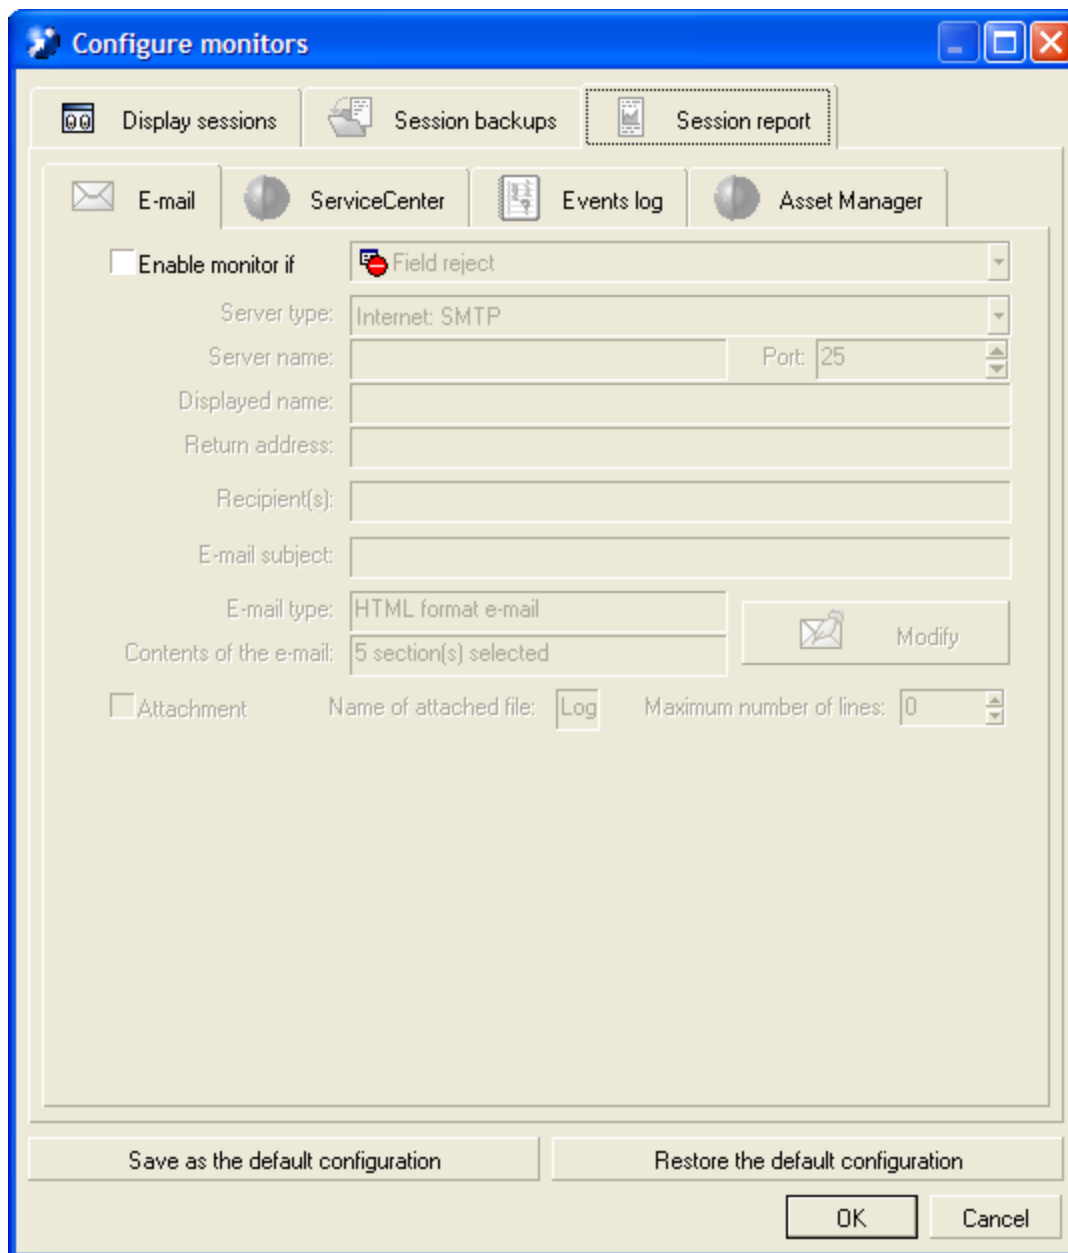 Configure monitors
Display sessions Session backups Session report
E-mail ServiceCenter Events log Asset Manager
Enable monitor if Field reject
Server type: Internet: SMTP
Server name: Port: 25
Displayed name:
Return address:
Recipient(s):
E-mail subject:
E-mail type: HTML format e-mail
Modify
Contents of the e-mail: 5 section(s) selected
Attachment Name of attached file: Log Maximum number of lines: 0
Save as the default configuration Restore the default configuration
OK Cancel